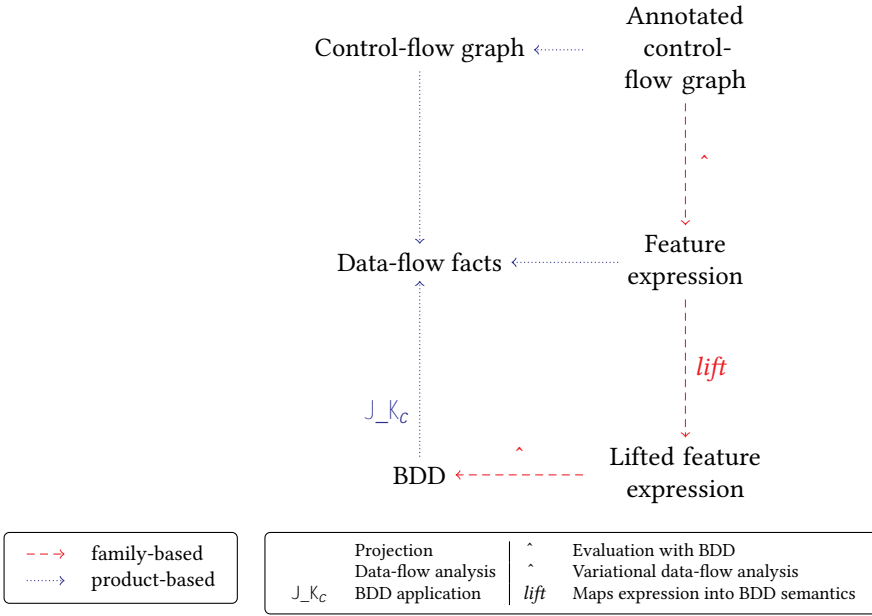 Control-flow graph
Annotated
control-
flow graph
ˆ
Data-flow facts
Feature
expression
lift
J_K𝑐
ˆ
BDD
Lifted feature
expression
family-based
product-based
Projection ˆ Evaluation with BDD
Data-flow analysis ˆ Variational data-flow analysis
J_K𝑐 BDD application lift Maps expression into BDD semantics